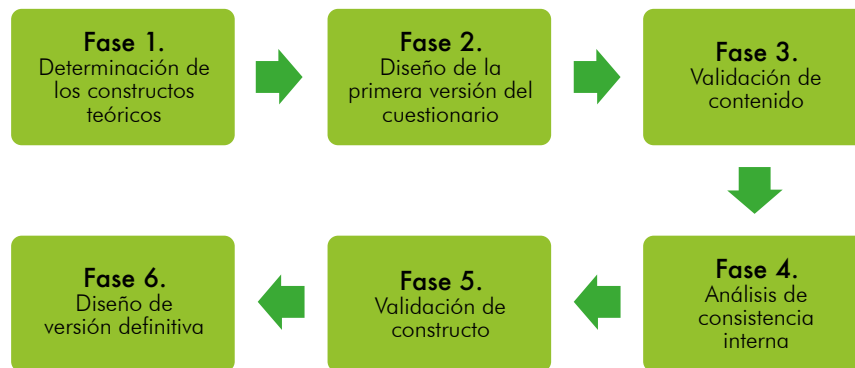 Fase 1.
Determinación de
los constructos
teóricos
Fase 2.
Diseño de la
primera versión del
cuestionario
Fase 3.
Validación de
contenido
Fase 4.
Análisis de
consistencia
interna
Fase 5.
Validación de
constructo
Fase 6.
Diseño de
versión definitiva